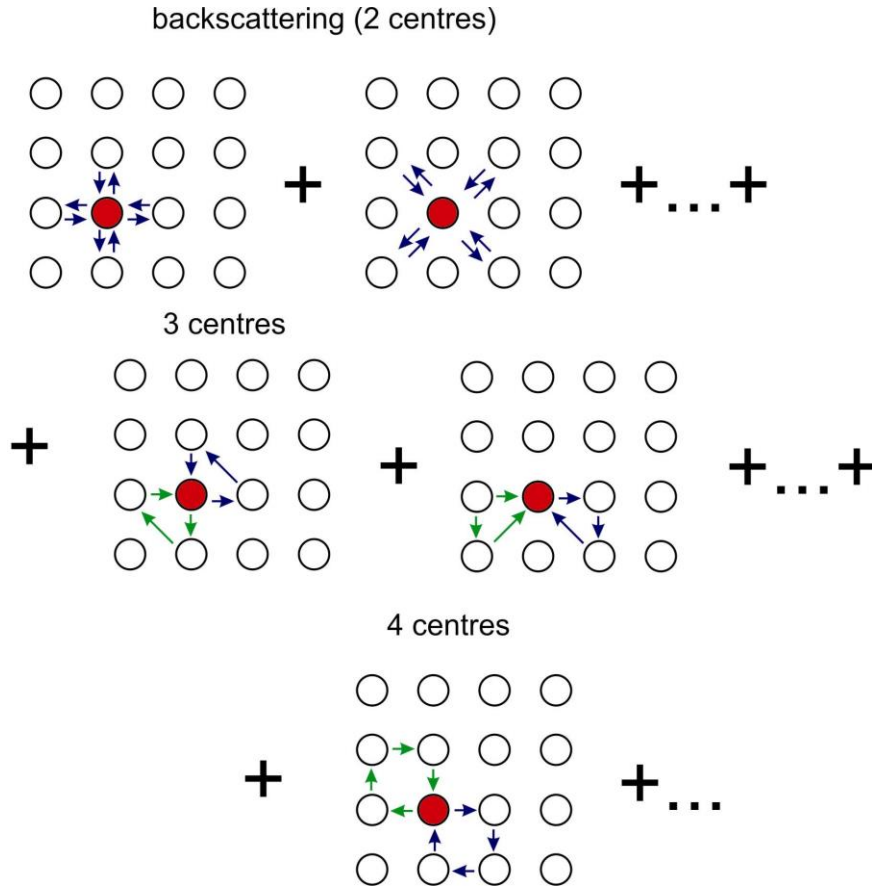 backscattering (2 centres)
+
+...+
3 centres
+
+
+...+
4 centres
+
+...